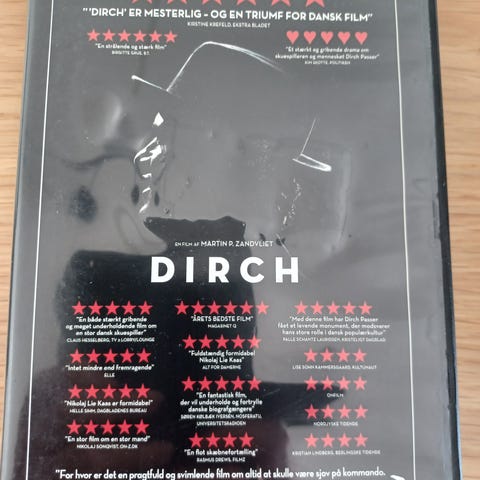 "'DIRCH' ER MESTERLIG – OG EN TRIUMF FOR DANSK FILM"
KIRSTINE KREFELD, EKSTRA BLADET
"En strålende og stærk film"
BIRGITTE GRUE, B.T.
"Et stærkt og gribende drama om
skuespilleren og mennesket Dirch Passer"
KIM SKOTTE, POLITIKEN
EN FILM AF MARTIN P. ZANDVLIET
DIRCH
"En både stærkt gribende
og meget underholdende film om
en stor dansk skuespiller"
CLAUS HESSELBERG, TV 2 LORRY/LOUNGE
"Intet mindre end fremragende"
ELLE
"Nikolaj Lie Kaas er formidabel"
HELLE SIMM, DAGBLADENES BUREAU
"En stor film om en stor mand"
NIKOLAJ SONQVIST, ON-Z.DK
"ÅRETS BEDSTE FILM"
MAGASINET Q
"Fuldstændig formidabel
Nikolaj Lie Kaas"
ALT FOR DAMERNE
"En fantastisk film,
der vil underholde og fortrylle
danske biografgængere"
SØREN KØLBÆK IVERSEN, NOSFERATU,
UNIVERSITETSRADIOEN
"En flot skæbnefortælling"
RASMUS DREWS, FILMZ
"Med denne film har Dirch Passer
fået et levende monument, der modsvarer
hans store rolle i dansk populærkultur"
PALLE SCHANTZ LAURIDSEN, KRISTELIGT DAGBLAD
LISE SONN KAMMERSGAARD, KULTUNAUT
ONFILM
NORDJYSKE TIDENDE
KRISTIAN LINDBERG, BERLINGSKE TIDENDE
"For hvor er det en pragtfuld og svimlende film om altid at skulle være sjov på kommando.